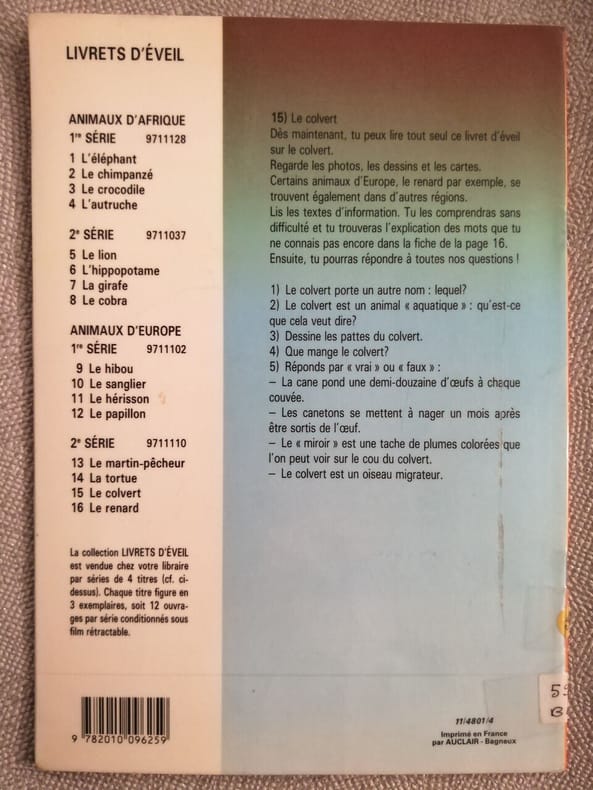 LIVRETS D'ÉVEIL
ANIMAUX D'AFRIQUE
1re SÉRIE 9711128
1 L'éléphant
2 Le chimpanzé
3 Le crocodile
4 L'autruche
2e SÉRIE 9711037
5 Le lion
6 L'hippopotame
7 La girafe
8 Le cobra
ANIMAUX D'EUROPE
1re SÉRIE 9711102
9 Le hibou
10 Le sanglier
11 Le hérisson
12 Le papillon
2e SÉRIE 9711110
13 Le martin-pêcheur
14 La tortue
15 Le colvert
16 Le renard
La collection LIVRETS D'ÉVEIL
est vendue chez votre libraire
par séries de 4 titres (cf. ci-
dessus). Chaque titre figure en
3 exemplaires, soit 12 ouvra-
ges par série conditionnés sous
film rétractable.
9 782010 096259
15) Le colvert
Dès maintenant, tu peux lire tout seul ce livret d'éveil
sur le colvert.
Regarde les photos, les dessins et les cartes.
Certains animaux d'Europe, le renard par exemple, se
trouvent également dans d'autres régions.
Lis les textes d'information. Tu les comprendras sans
difficulté et tu trouveras l'explication des mots que tu
ne connais pas encore dans la fiche de la page 16.
Ensuite, tu pourras répondre à toutes nos questions !
1) Le colvert porte un autre nom : lequel?
2) Le colvert est un animal « aquatique » : qu'est-ce
que cela veut dire?
3) Dessine les pattes du colvert.
4) Que mange le colvert?
5) Réponds par « vrai » ou « faux » :
– La cane pond une demi-douzaine d'œufs à chaque
couvée.
– Les canetons se mettent à nager un mois après
être sortis de l'œuf.
– Le « miroir » est une tache de plumes colorées que
l'on peut voir sur le cou du colvert.
– Le colvert est un oiseau migrateur.
11/4801/4
Imprimé en France
par AUCLAIR - Bagneux